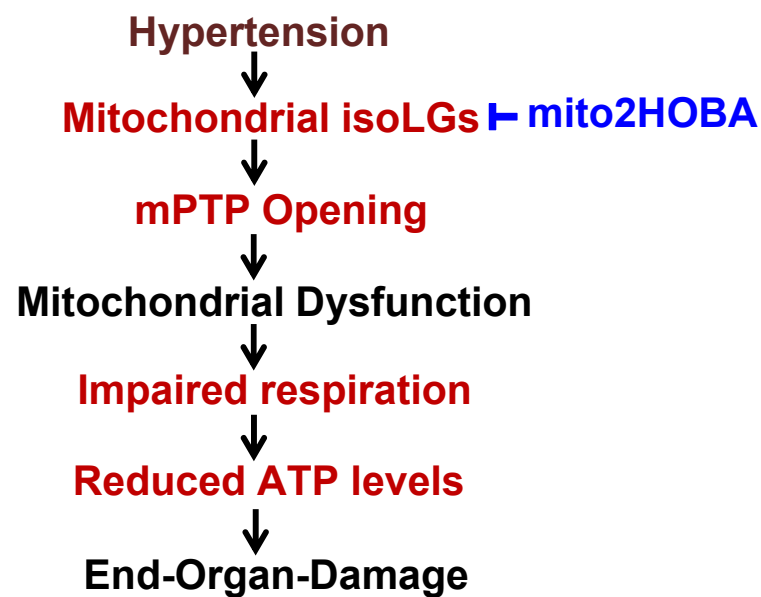 Hypertension
Mitochondrial isoLGs mito2HOBA
mPTP Opening
Mitochondrial Dysfunction
Impaired respiration
Reduced ATP levels
End-Organ-Damage